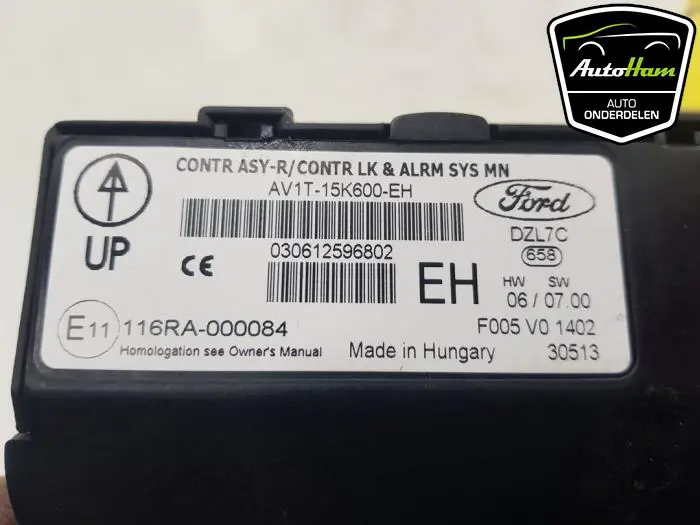 AutoHam
AUTO
ONDERDELEN
CONTR ASY-R/CONTR LK & ALRM SYS MN
AV1T-15K600-EH
Ford
DZL7C
658
UP
CE
030612596802
EH
HW SW
06 / 07.00
E11 116RA-000084
F005 V0 1402
Homologation see Owner's Manual
Made in Hungary
30513